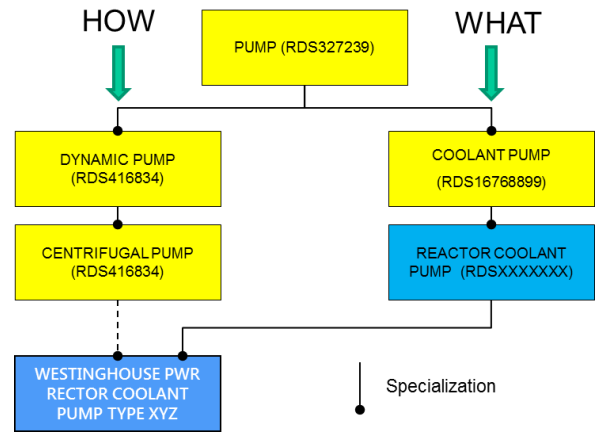 HOW
WHAT
PUMP (RDS327239)
DYNAMIC PUMP
(RDS416834)
COOLANT PUMP
(RDS16768899)
CENTRIFUGAL PUMP
(RDS416834)
REACTOR COOLANT
PUMP (RDSXXXXXXX)
WESTINGHOUSE PWR
RECTOR COOLANT
PUMP TYPE XYZ
Specialization